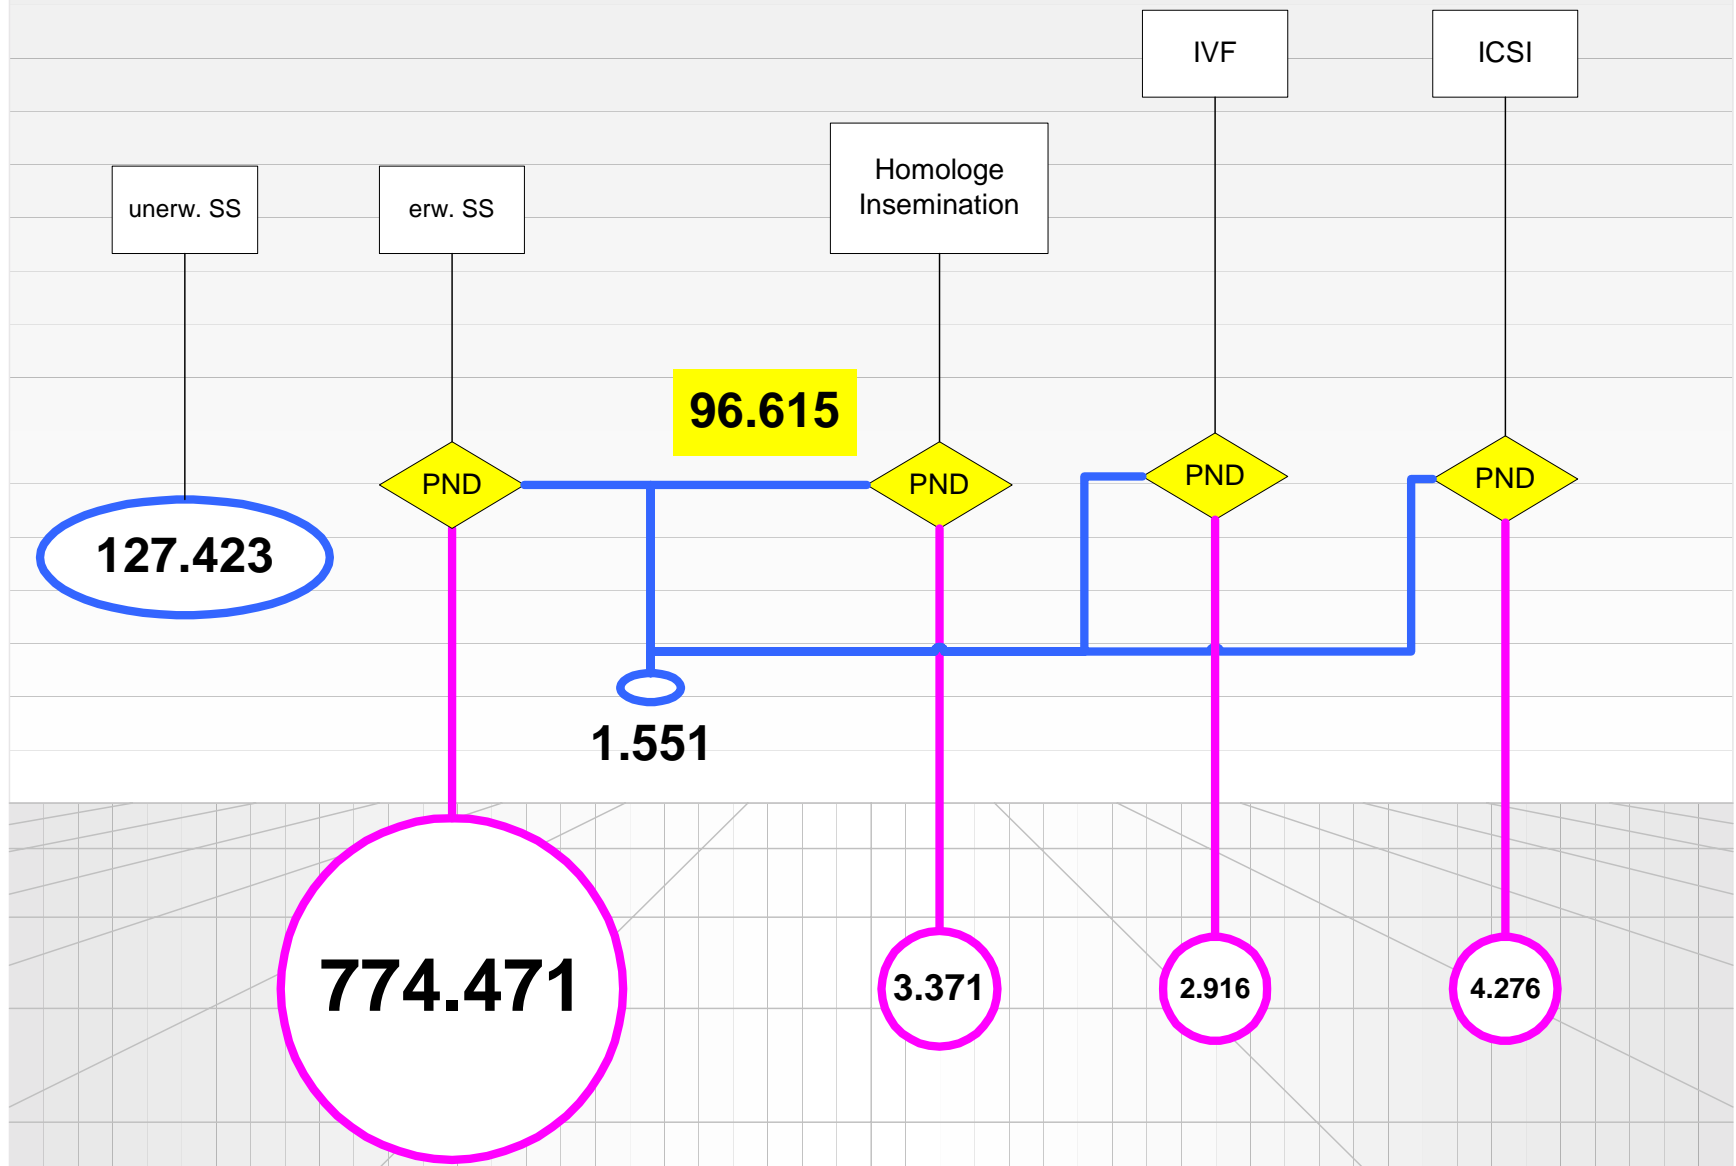 IVF
ICSI
Homologe
Insemination
unerw. SS
erw. SS
96.615
PND
PND
PND
PND
127.423
1.551
774.471
3.371
2.916
4.276